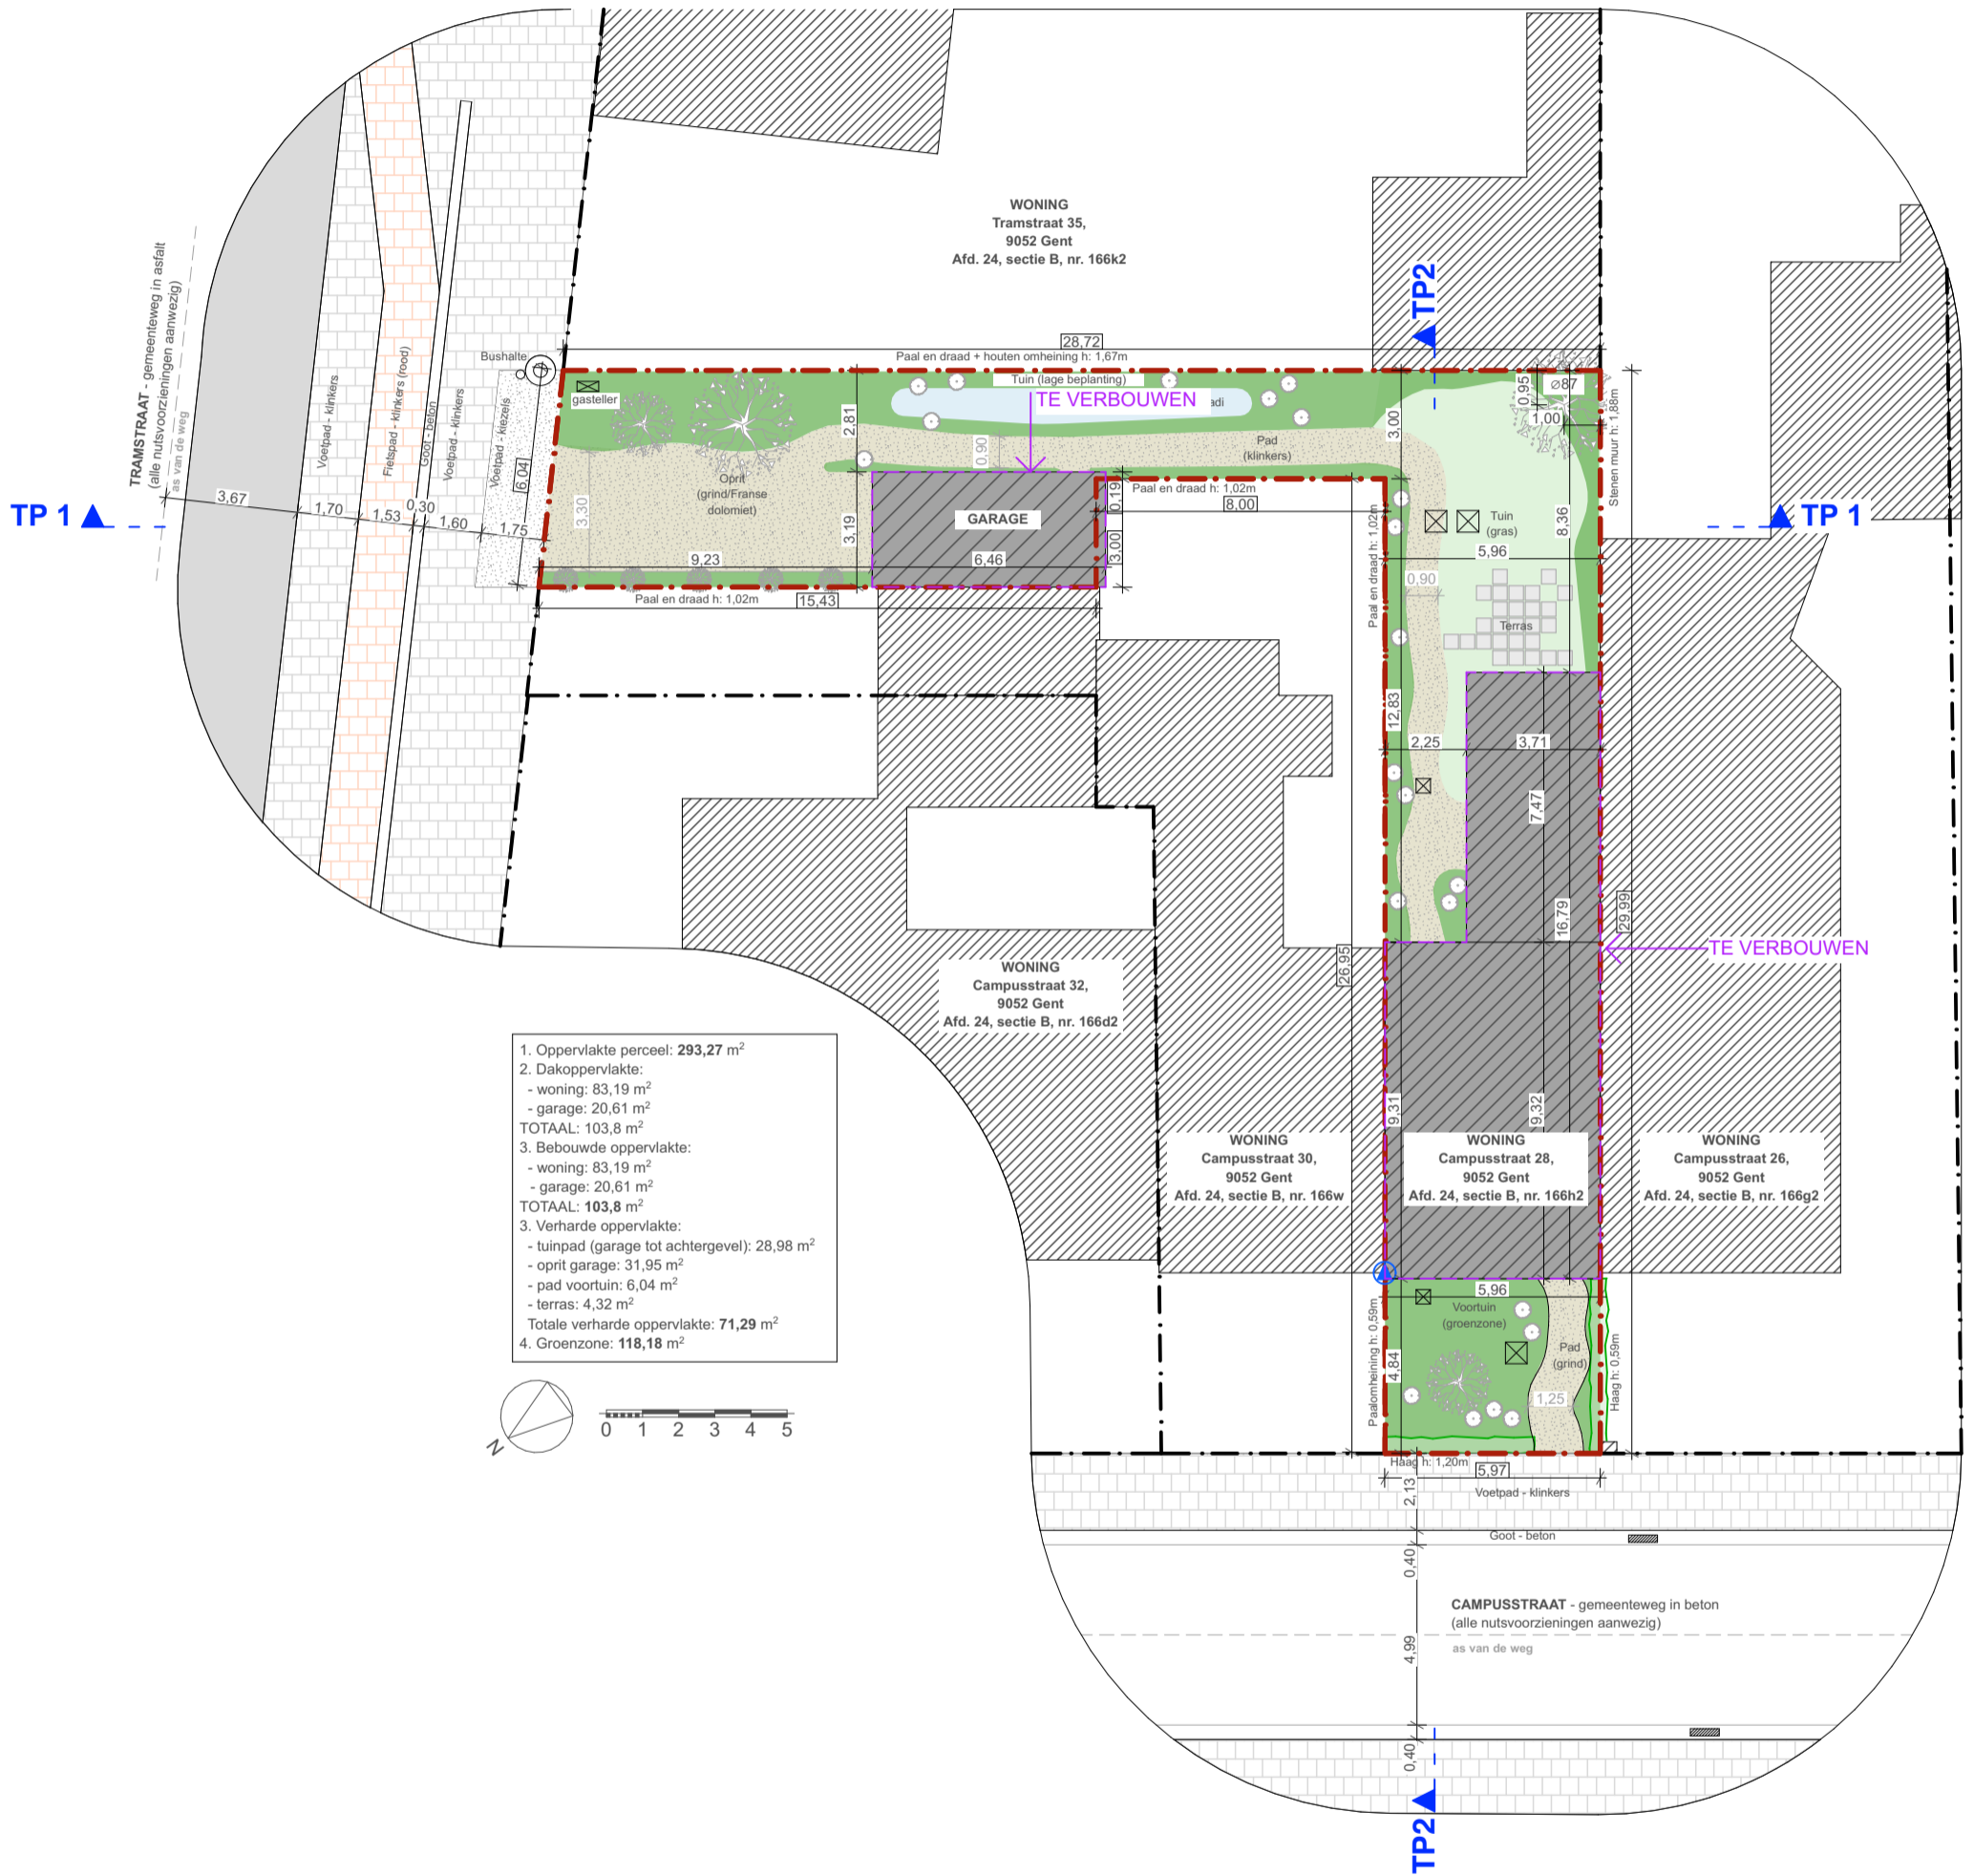 WONING
Tramstraat 35,
9052 Gent
Afd. 24, sectie B, nr. 166k2
TRAMSTRAAT - gemeenteweg in asfalt
(alle nutsvoorzieningen aanwezig)
as van de weg
Voetpad - klinkers
Fietspad - klinkers (rood)
Goot - beton
Voetpad - klinkers
Voetpad - kiezels
Bushalte
TP2
28,72
Paal en draad + houten omheining h: 1,67m
gasteller
Tuin (lage beplanting)
adi
TE VERBOUWEN
0,95
⌀87
1,00
Stenen muur h: 1,88m
2,81
3,00
0,90
Pad
(klinkers)
6,04
3,67
1,70
1,53
0,30
1,60
1,75
TP 1
TP 1
3,30
Oprit
(grind/Franse
dolomiet)
3,19
GARAGE
0,19
3,00
Paal en draad h: 1,02m
8,00
Paal en draad h: 1,02m
Tuin
(gras)
8,36
5,96
9,23
6,46
0,90
Paal en draad h: 1,02m
15,43
Terras
12,83
2,25
3,71
7,47
16,79
29,99
26,95
TE VERBOUWEN
WONING
Campusstraat 32,
9052 Gent
Afd. 24, sectie B, nr. 166d2
1. Oppervlakte perceel: 293,27 m²
2. Dakoppervlakte:
- woning: 83,19 m²
- garage: 20,61 m²
TOTAAL: 103,8 m²
3. Bebouwde oppervlakte:
- woning: 83,19 m²
- garage: 20,61 m²
TOTAAL: 103,8 m²
3. Verharde oppervlakte:
- tuinpad (garage tot achtergevel): 28,98 m²
- oprit garage: 31,95 m²
- pad voortuin: 6,04 m²
- terras: 4,32 m²
Totale verharde oppervlakte: 71,29 m²
4. Groenzone: 118,18 m²
N
0 1 2 3 4 5
9,31
9,32
WONING
Campusstraat 30,
9052 Gent
Afd. 24, sectie B, nr. 166w
WONING
Campusstraat 28,
9052 Gent
Afd. 24, sectie B, nr. 166h2
WONING
Campusstraat 26,
9052 Gent
Afd. 24, sectie B, nr. 166g2
5,96
Voortuin
(groenzone)
Paalomheining h: 0,59m
4,84
Pad
(grind)
1,25
Haag h: 0,59m
Haag h: 1,20m
5,97
2,13
Voetpad - klinkers
Goot - beton
0,40
CAMPUSSTRAAT - gemeenteweg in beton
(alle nutsvoorzieningen aanwezig)
as van de weg
4,99
0,40
TP2